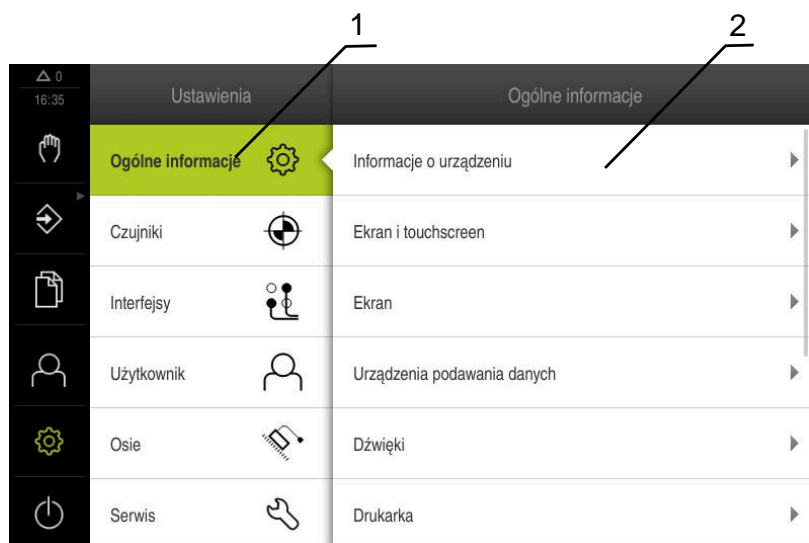 1
2
0
16:35
Ustawienia
Ogólne informacje
Ogólne informacje
Informacje o urządzeniu
Czujniki
Ekran i touchscreen
Interfejsy
Ekran
Użytkownik
Urządzenia podawania danych
Osie
Dźwięki
Serwis
Drukarka